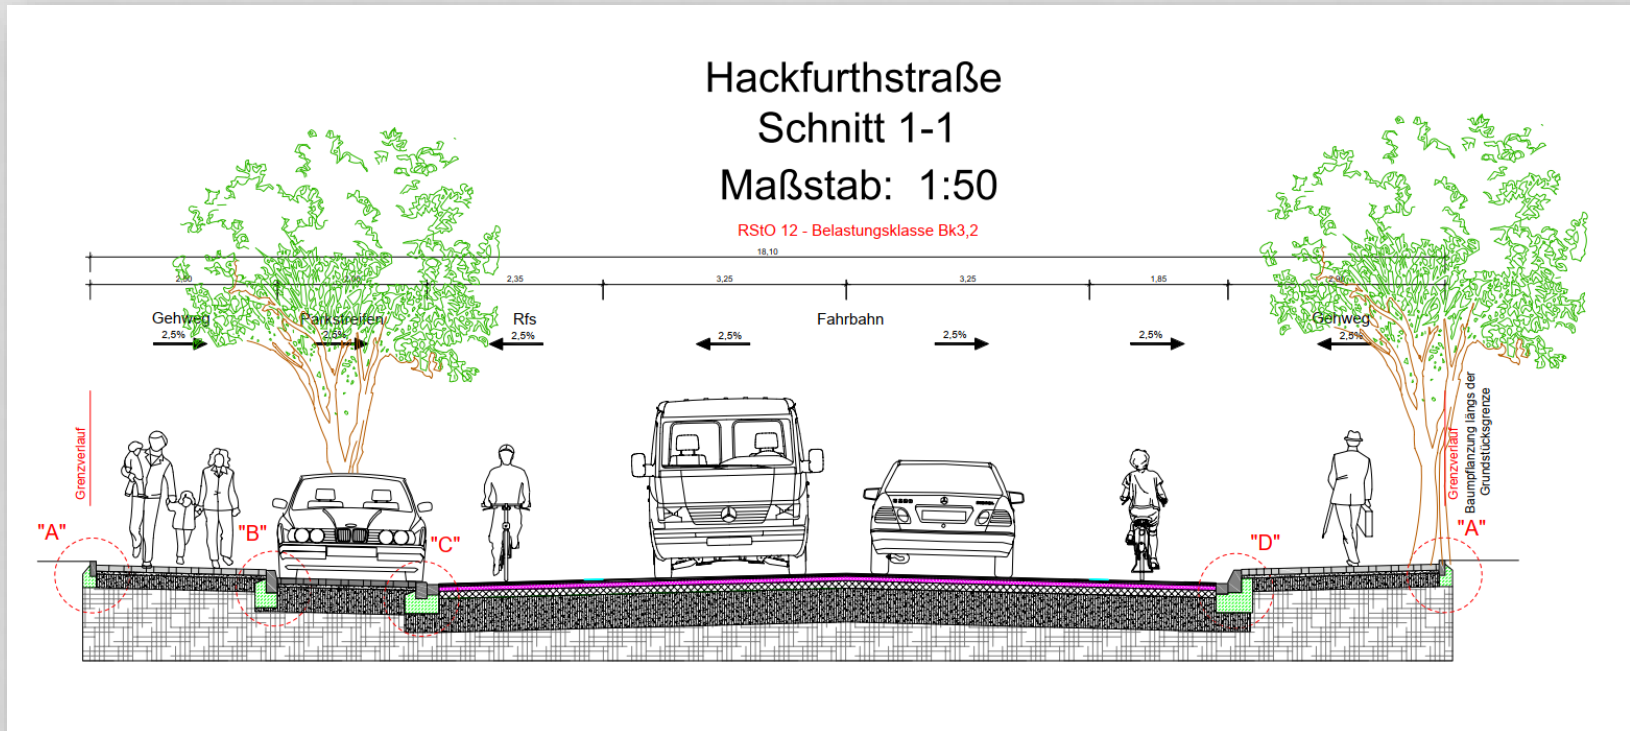 Hackfurthstraße
Schnitt 1-1
Maßstab: 1:50
RStO 12 - Belastungsklasse Bk3,2
18,10
2,35
3,25
3,25
1,85
Gehweg
Parkstreifen
Rfs
Fahrbahn
Gehweg
2,5%
2,5%
2,5%
2,5%
2,5%
2,5%
2,5%
Grenzverlauf
Grenzverlauf
Baumpflanzung längs der
Grundstücksgrenze
"A"
"B"
"C"
"D"
"A"